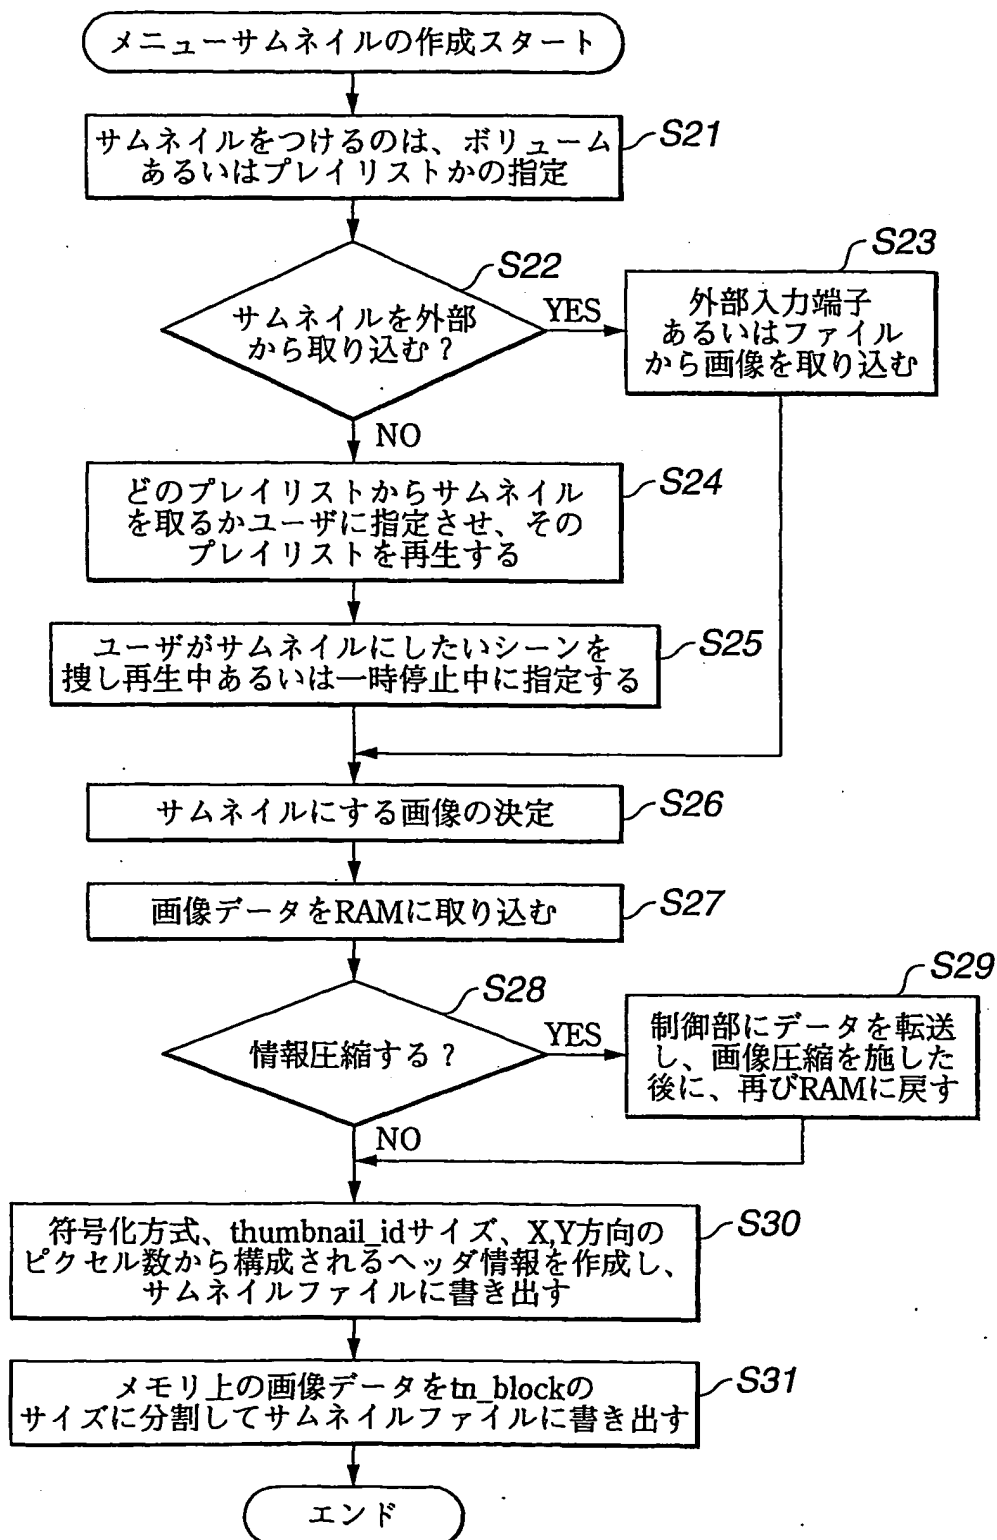 メニューサムネイルの作成スタート
サムネイルをつけるのは、ボリューム
あるいはプレイリストかの指定
S21
サムネイルを外部
から取り込む?
S22
YES
NO
外部入力端子
あるいはファイル
から画像を取り込む
S23
どのプレイリストからサムネイル
を取るかユーザに指定させ、その
プレイリストを再生する
S24
ユーザがサムネイルにしたいシーンを
捜し再生中あるいは一時停止中に指定する
S25
サムネイルにする画像の決定
S26
画像データをRAMに取り込む
S27
情報圧縮する?
S28
YES
NO
制御部にデータを転送
し、画像圧縮を施した
後に、再びRAMに戻す
S29
符号化方式、thumbnail_idサイズ、X,Y方向の
ピクセル数から構成されるヘッダ情報を作成し、
サムネイルファイルに書き出す
S30
メモリ上の画像データをtn_blockの
サイズに分割してサムネイルファイルに書き出す
S31
エンド